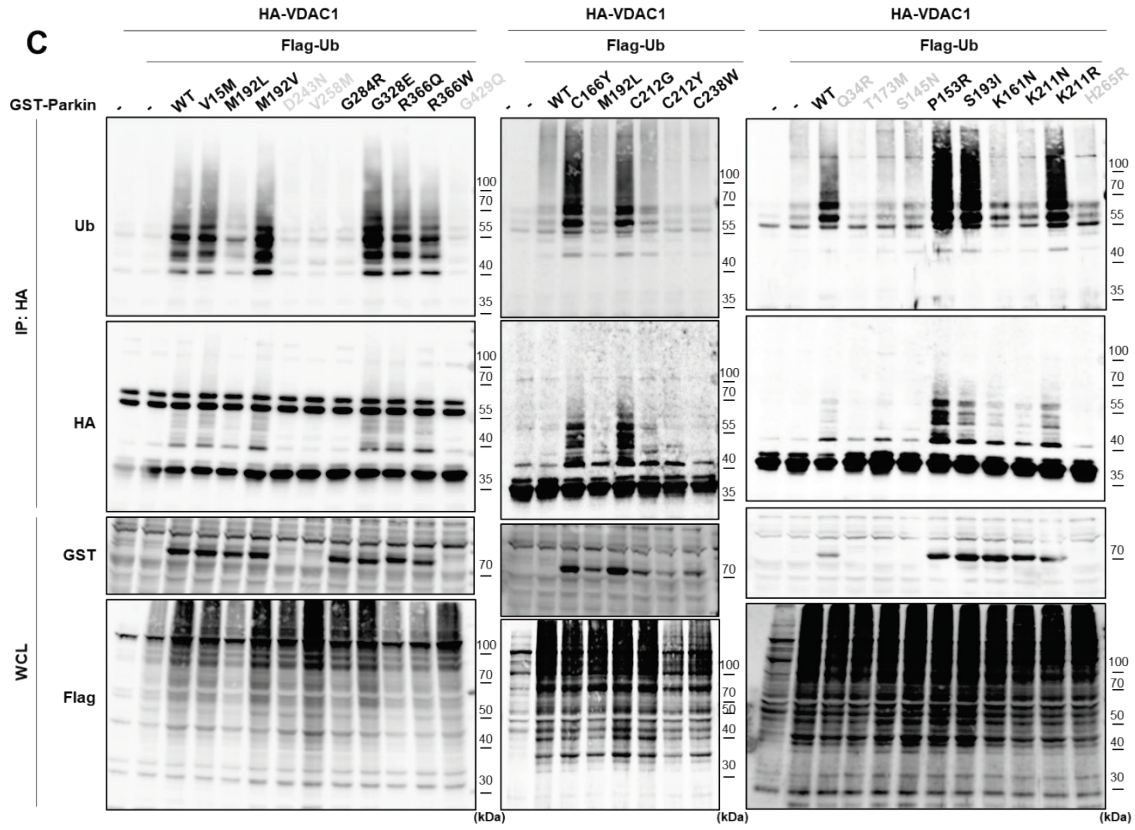 C
HA-VDAC1
Flag-Ub
GST-Parkin - - WT V15M M192L M192V D243N V258M G284R G328E R366Q R366W G429Q
HA-VDAC1
Flag-Ub
- - WT C166Y M192L C212G C212Y C238W
HA-VDAC1
Flag-Ub
- - WT Q34R T173M S145N P153R S193I K161N K211N K211R H265R
IP: HA
Ub
100
70
55
40
35
100
70
55
40
35
100
70
55
40
35
HA
100
70
55
40
35
100
70
55
40
35
100
70
55
40
35
WCL
GST
70
70
70
Flag
100
70
50
40
30
100
70
50
40
30
100
70
50
40
30
(kDa) (kDa) (kDa)